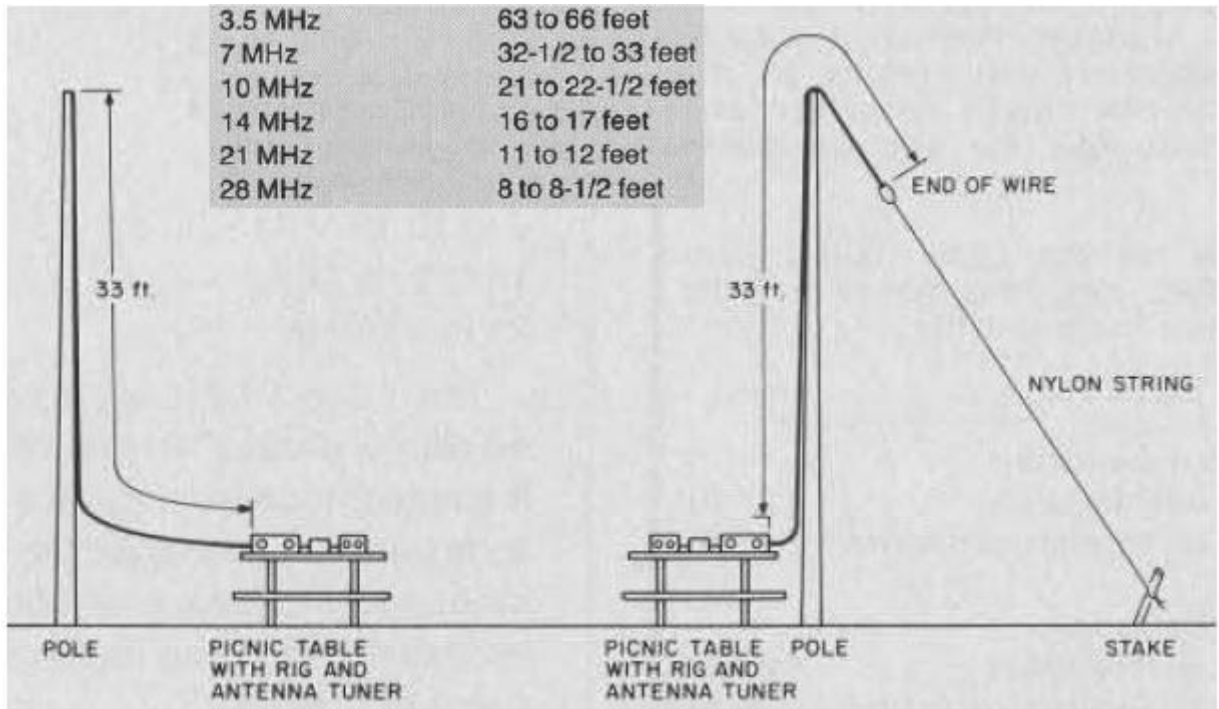 3.5 MHz 63 to 66 feet
7 MHz 32-1/2 to 33 feet
10 MHz 21 to 22-1/2 feet
14 MHz 16 to 17 feet
21 MHz 11 to 12 feet
28 MHz 8 to 8-1/2 feet
END OF WIRE
33 ft.
33 ft.
NYLON STRING
POLE
PICNIC TABLE
WITH RIG AND
ANTENNA TUNER
PICNIC TABLE
WITH RIG AND
ANTENNA TUNER
POLE
STAKE